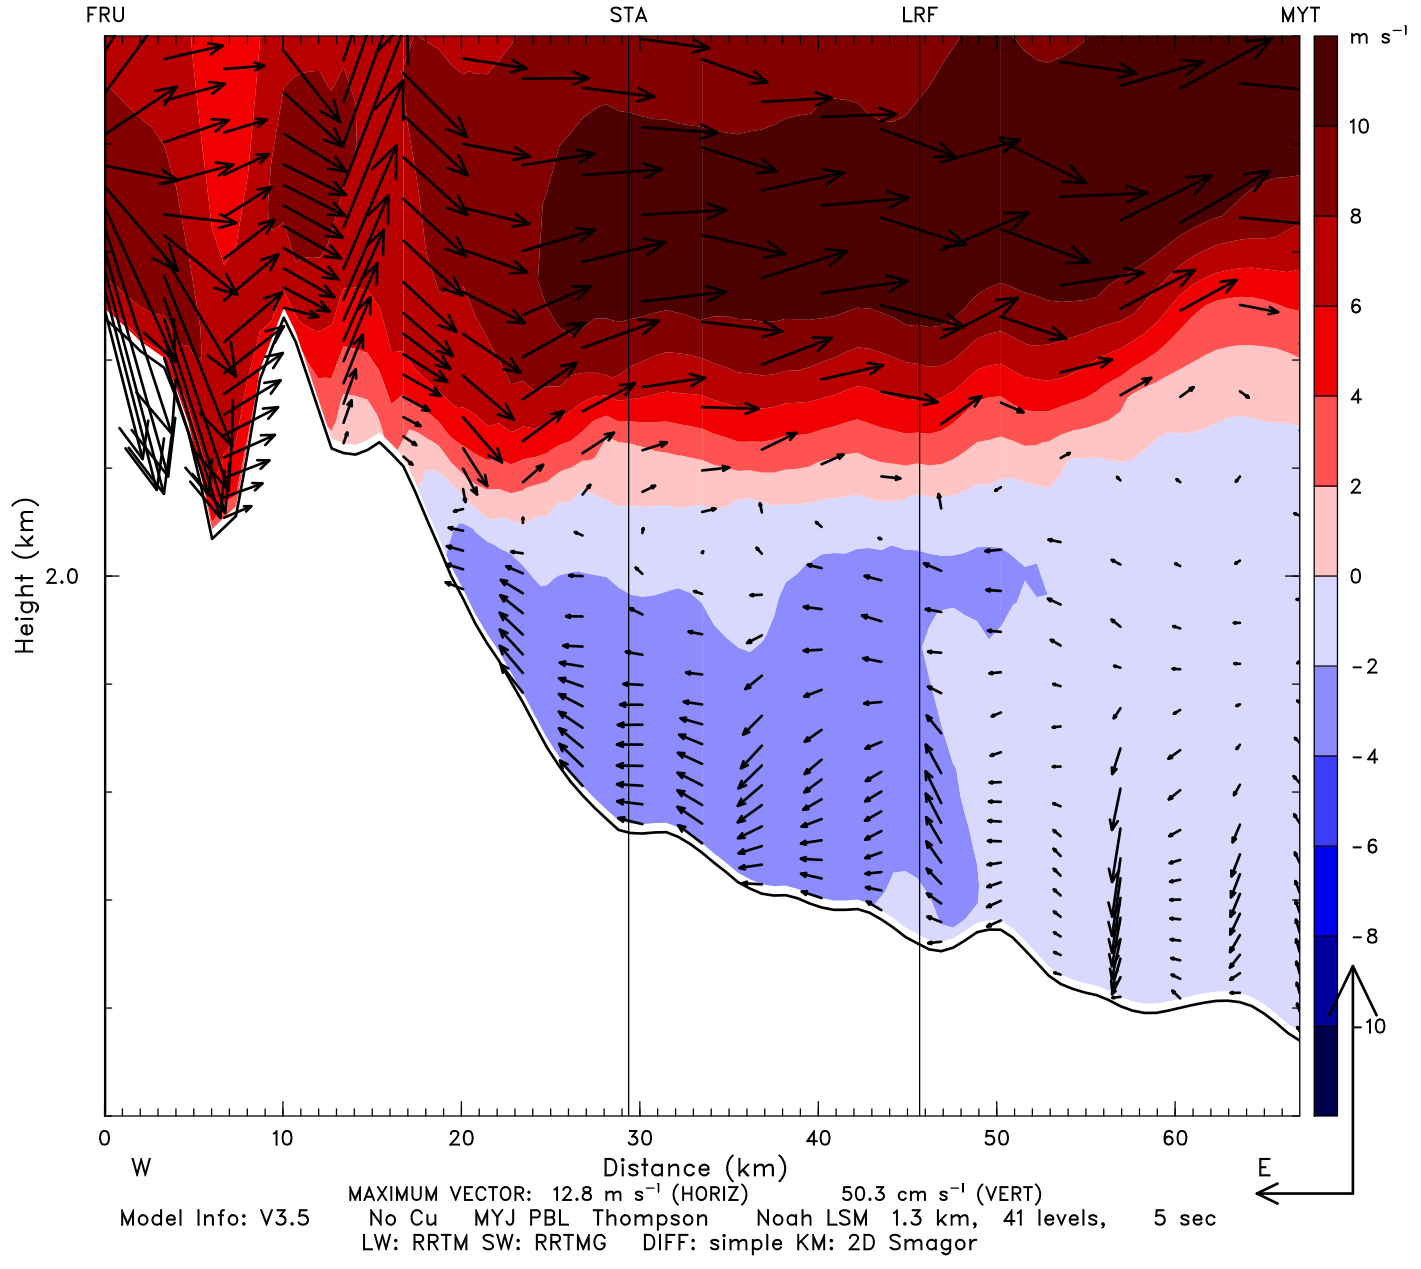 FRU STA LRF MYT
m s⁻¹
10
8
6
4
2
0
-2
-4
-6
-8
-10
Height (km)
2.0
0 10 20 30 40 50 60
W Distance (km) E
MAXIMUM VECTOR: 12.8 m s⁻¹ (HORIZ) 50.3 cm s⁻¹ (VERT)
Model Info: V3.5 No Cu MYJ PBL Thompson Noah LSM 1.3 km, 41 levels, 5 sec
LW: RRTM SW: RRTMG DIFF: simple KM: 2D Smagor